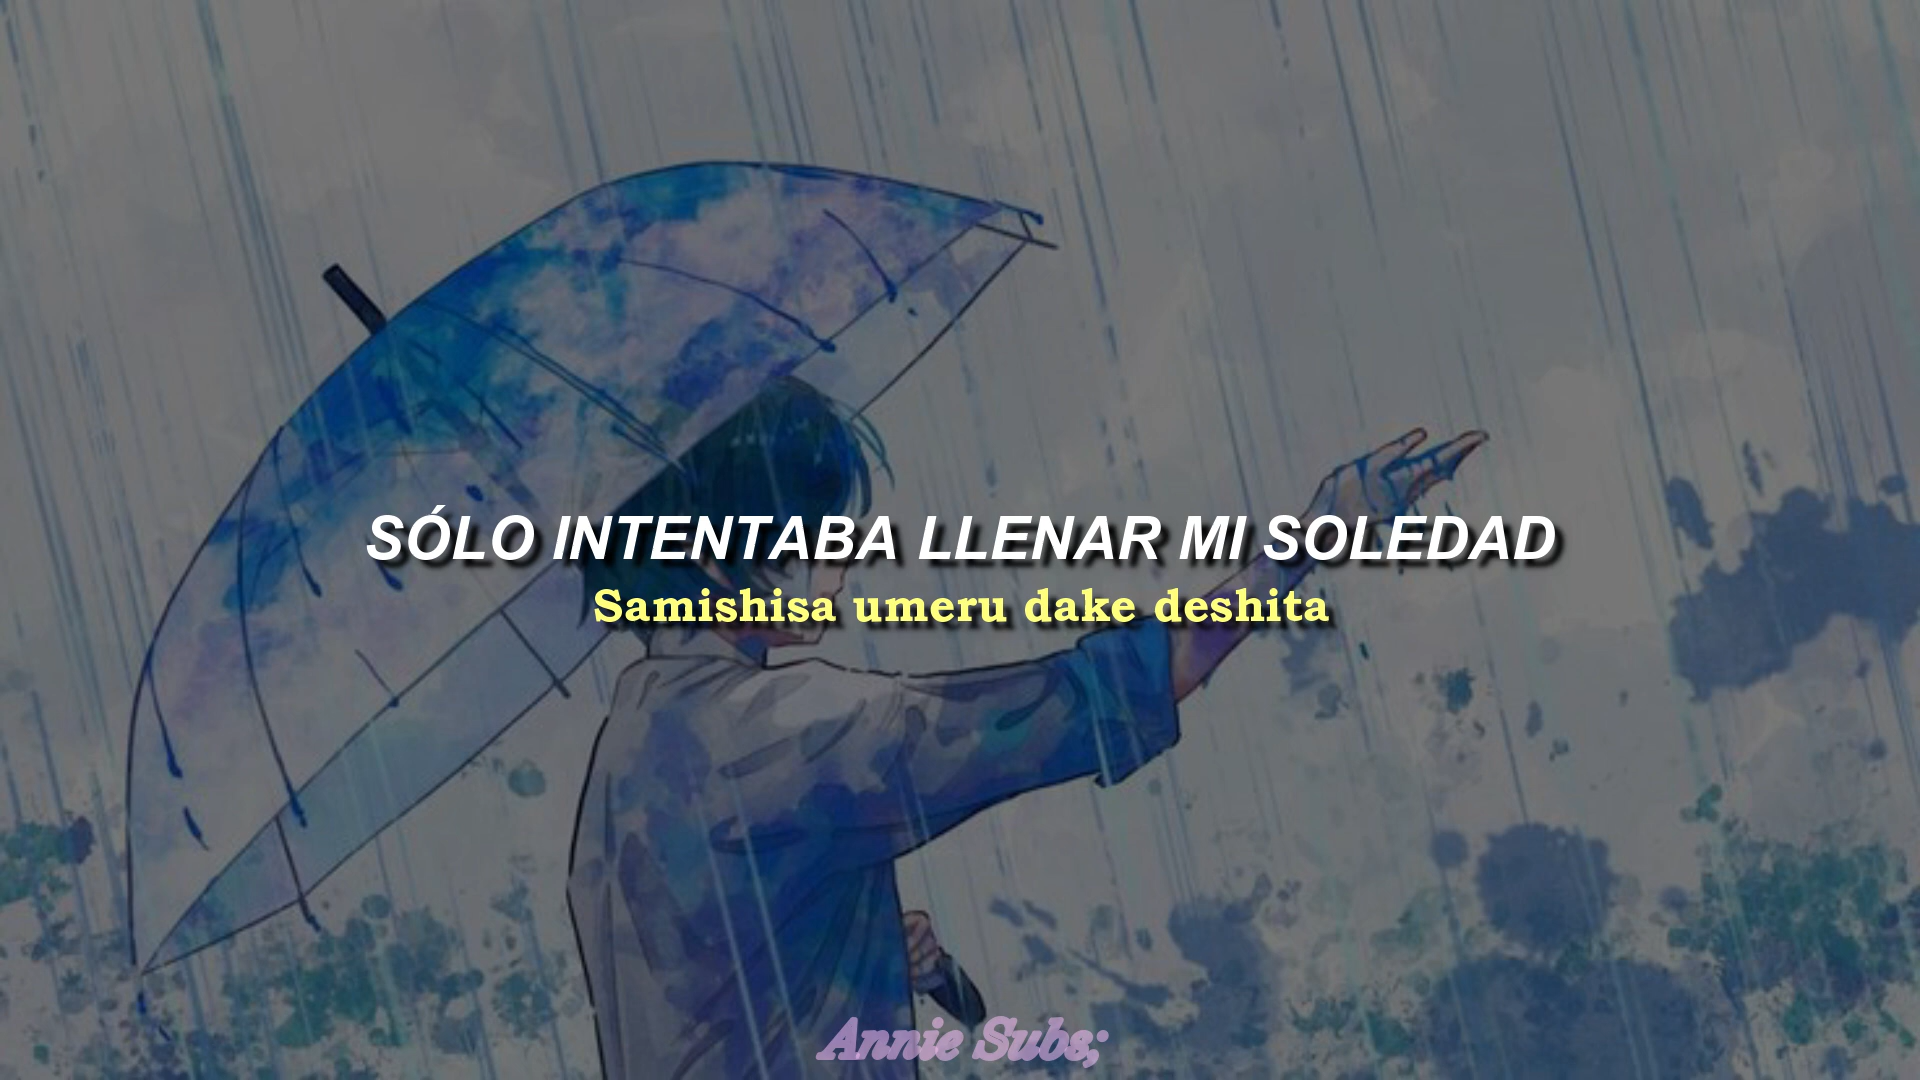 SÓLO INTENTABA LLENAR MI SOLEDAD
Samishisa umeru dake deshita
Annie Subs;